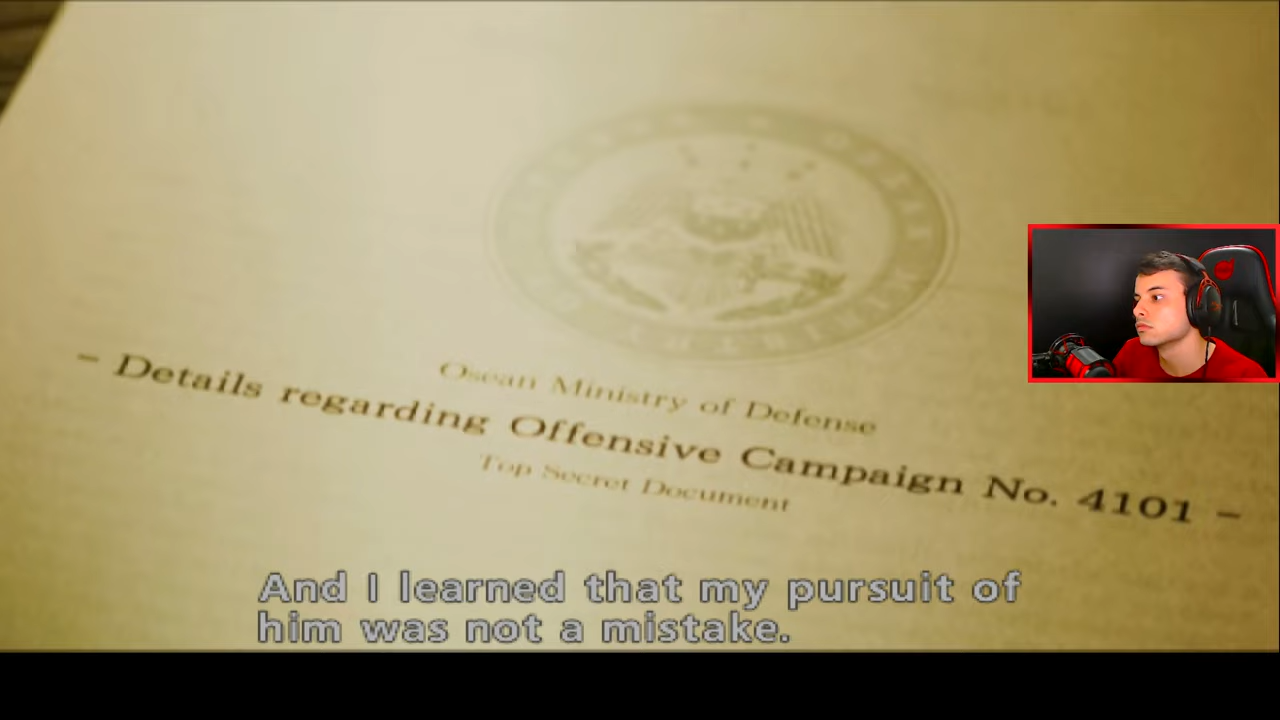 Osean Ministry of Defense
- Details regarding Offensive Campaign No. 4101 -
Top Secret Document
And I learned that my pursuit of
him was not a mistake.